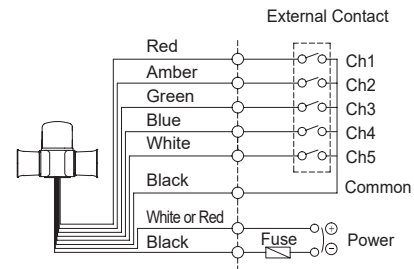 External Contact
Red
Ch1
Amber
Ch2
Green
Ch3
Blue
Ch4
White
Ch5
Black
Common
White or Red
⊕
Black
Fuse
⊖
Power